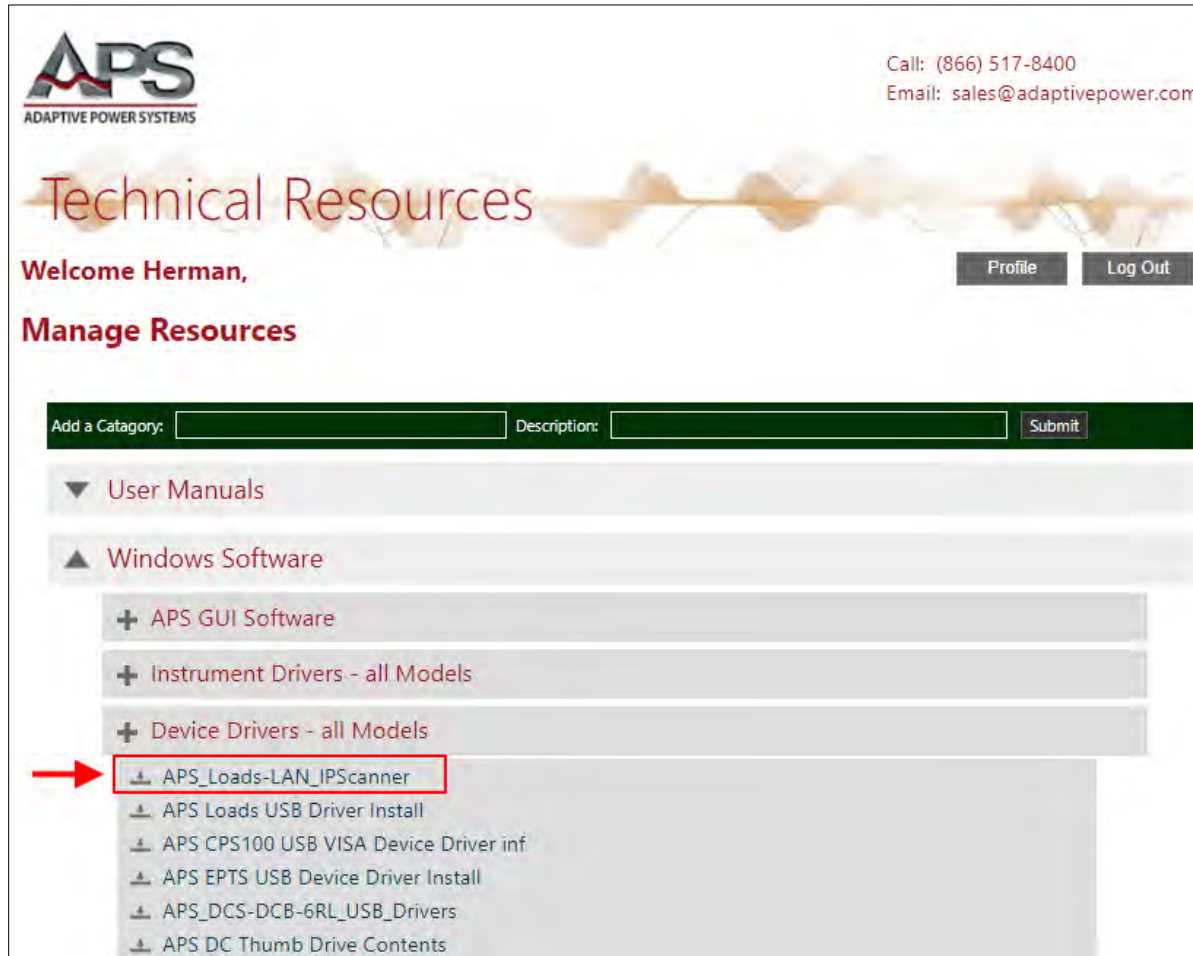 APS
ADAPTIVE POWER SYSTEMS
Call: (866) 517-8400
Email: sales@adaptivepower.com
Technical Resources
Welcome Herman,
Profile
Log Out
Manage Resources
Add a Catagory:
Description:
Submit
User Manuals
Windows Software
APS GUI Software
Instrument Drivers - all Models
Device Drivers - all Models
APS_Loads-LAN_IPScanner
APS Loads USB Driver Install
APS CPS100 USB VISA Device Driver inf
APS EPTS USB Device Driver Install
APS_DCS-DCB-6RL_USB_Drivers
APS DC Thumb Drive Contents